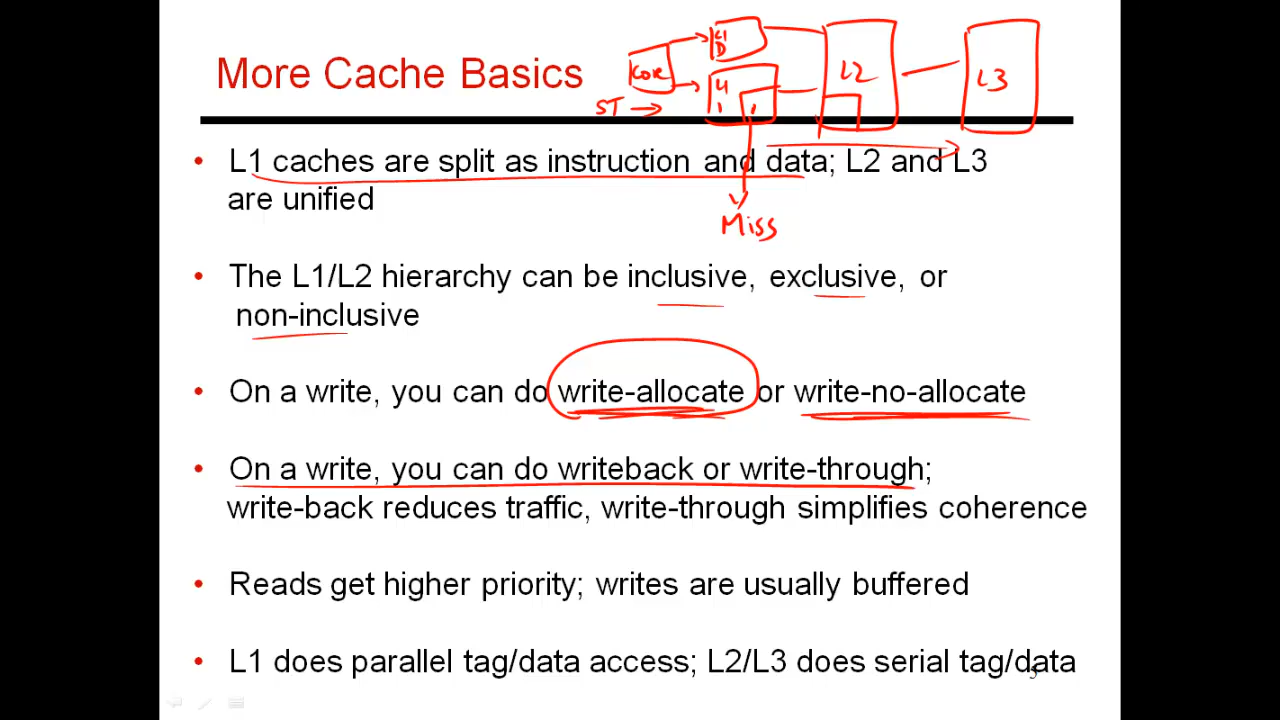 More Cache Basics
Core
L1
D
L1
1
1
L2
L3
ST
• L1 caches are split as instruction and data; L2 and L3
are unified
Miss
• The L1/L2 hierarchy can be inclusive, exclusive, or
non-inclusive
• On a write, you can do write-allocate or write-no-allocate
• On a write, you can do writeback or write-through;
write-back reduces traffic, write-through simplifies coherence
• Reads get higher priority; writes are usually buffered
• L1 does parallel tag/data access; L2/L3 does serial tag/data